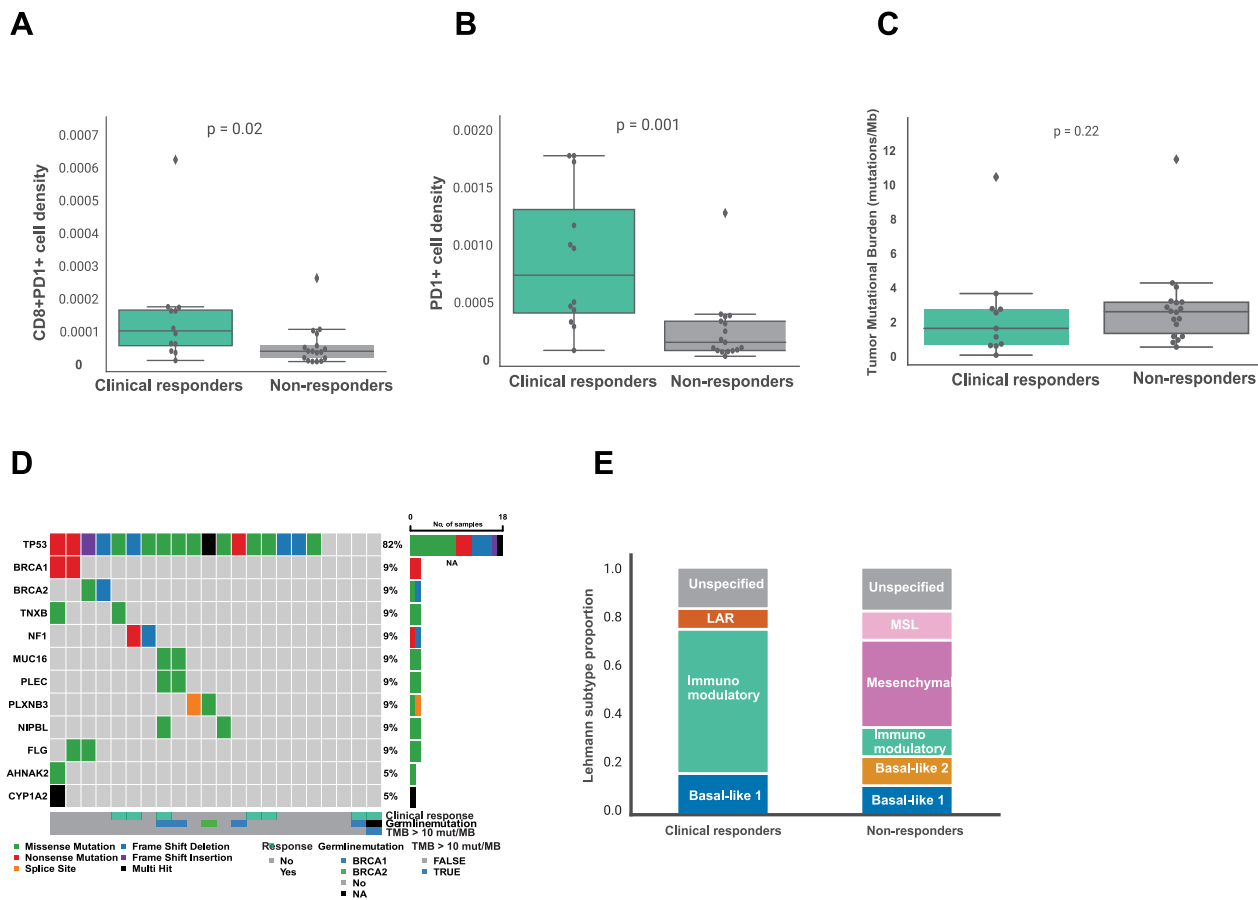 A
B
C
p = 0.02
CD8+PD1+ cell density
0.0007
0.0006
0.0005
0.0004
0.0003
0.0002
0.0001
0
Clinical responders
Non-responders
p = 0.001
PD1+ cell density
0.0020
0.0015
0.0010
0.0005
0
Clinical responders
Non-responders
p = 0.22
Tumor Mutational Burden (mutations/Mb)
12
10
8
6
4
2
0
Clinical responders
Non-responders
D
0 18
No. of samples
TP53 82%
NA
BRCA1 9%
BRCA2 9%
TNXB 9%
NF1 9%
MUC16 9%
PLEC 9%
PLXNB3 9%
NIPBL 9%
FLG 9%
AHNAK2 5%
CYP1A2 5%
Clinical response
Germlinemutation
TMB > 10 mut/MB
Missense Mutation
Nonsense Mutation
Splice Site
Frame Shift Deletion
Frame Shift Insertion
Multi Hit
Response
No
Yes
Germlinemutation
BRCA1
BRCA2
No
NA
TMB > 10 mut/MB
FALSE
TRUE
E
Lehmann subtype proportion
1.0
0.8
0.6
0.4
0.2
0.0
Unspecified
LAR
Immuno
modulatory
Basal-like 1
Clinical responders
Unspecified
MSL
Mesenchymal
Immuno
modulatory
Basal-like 2
Basal-like 1
Non-responders